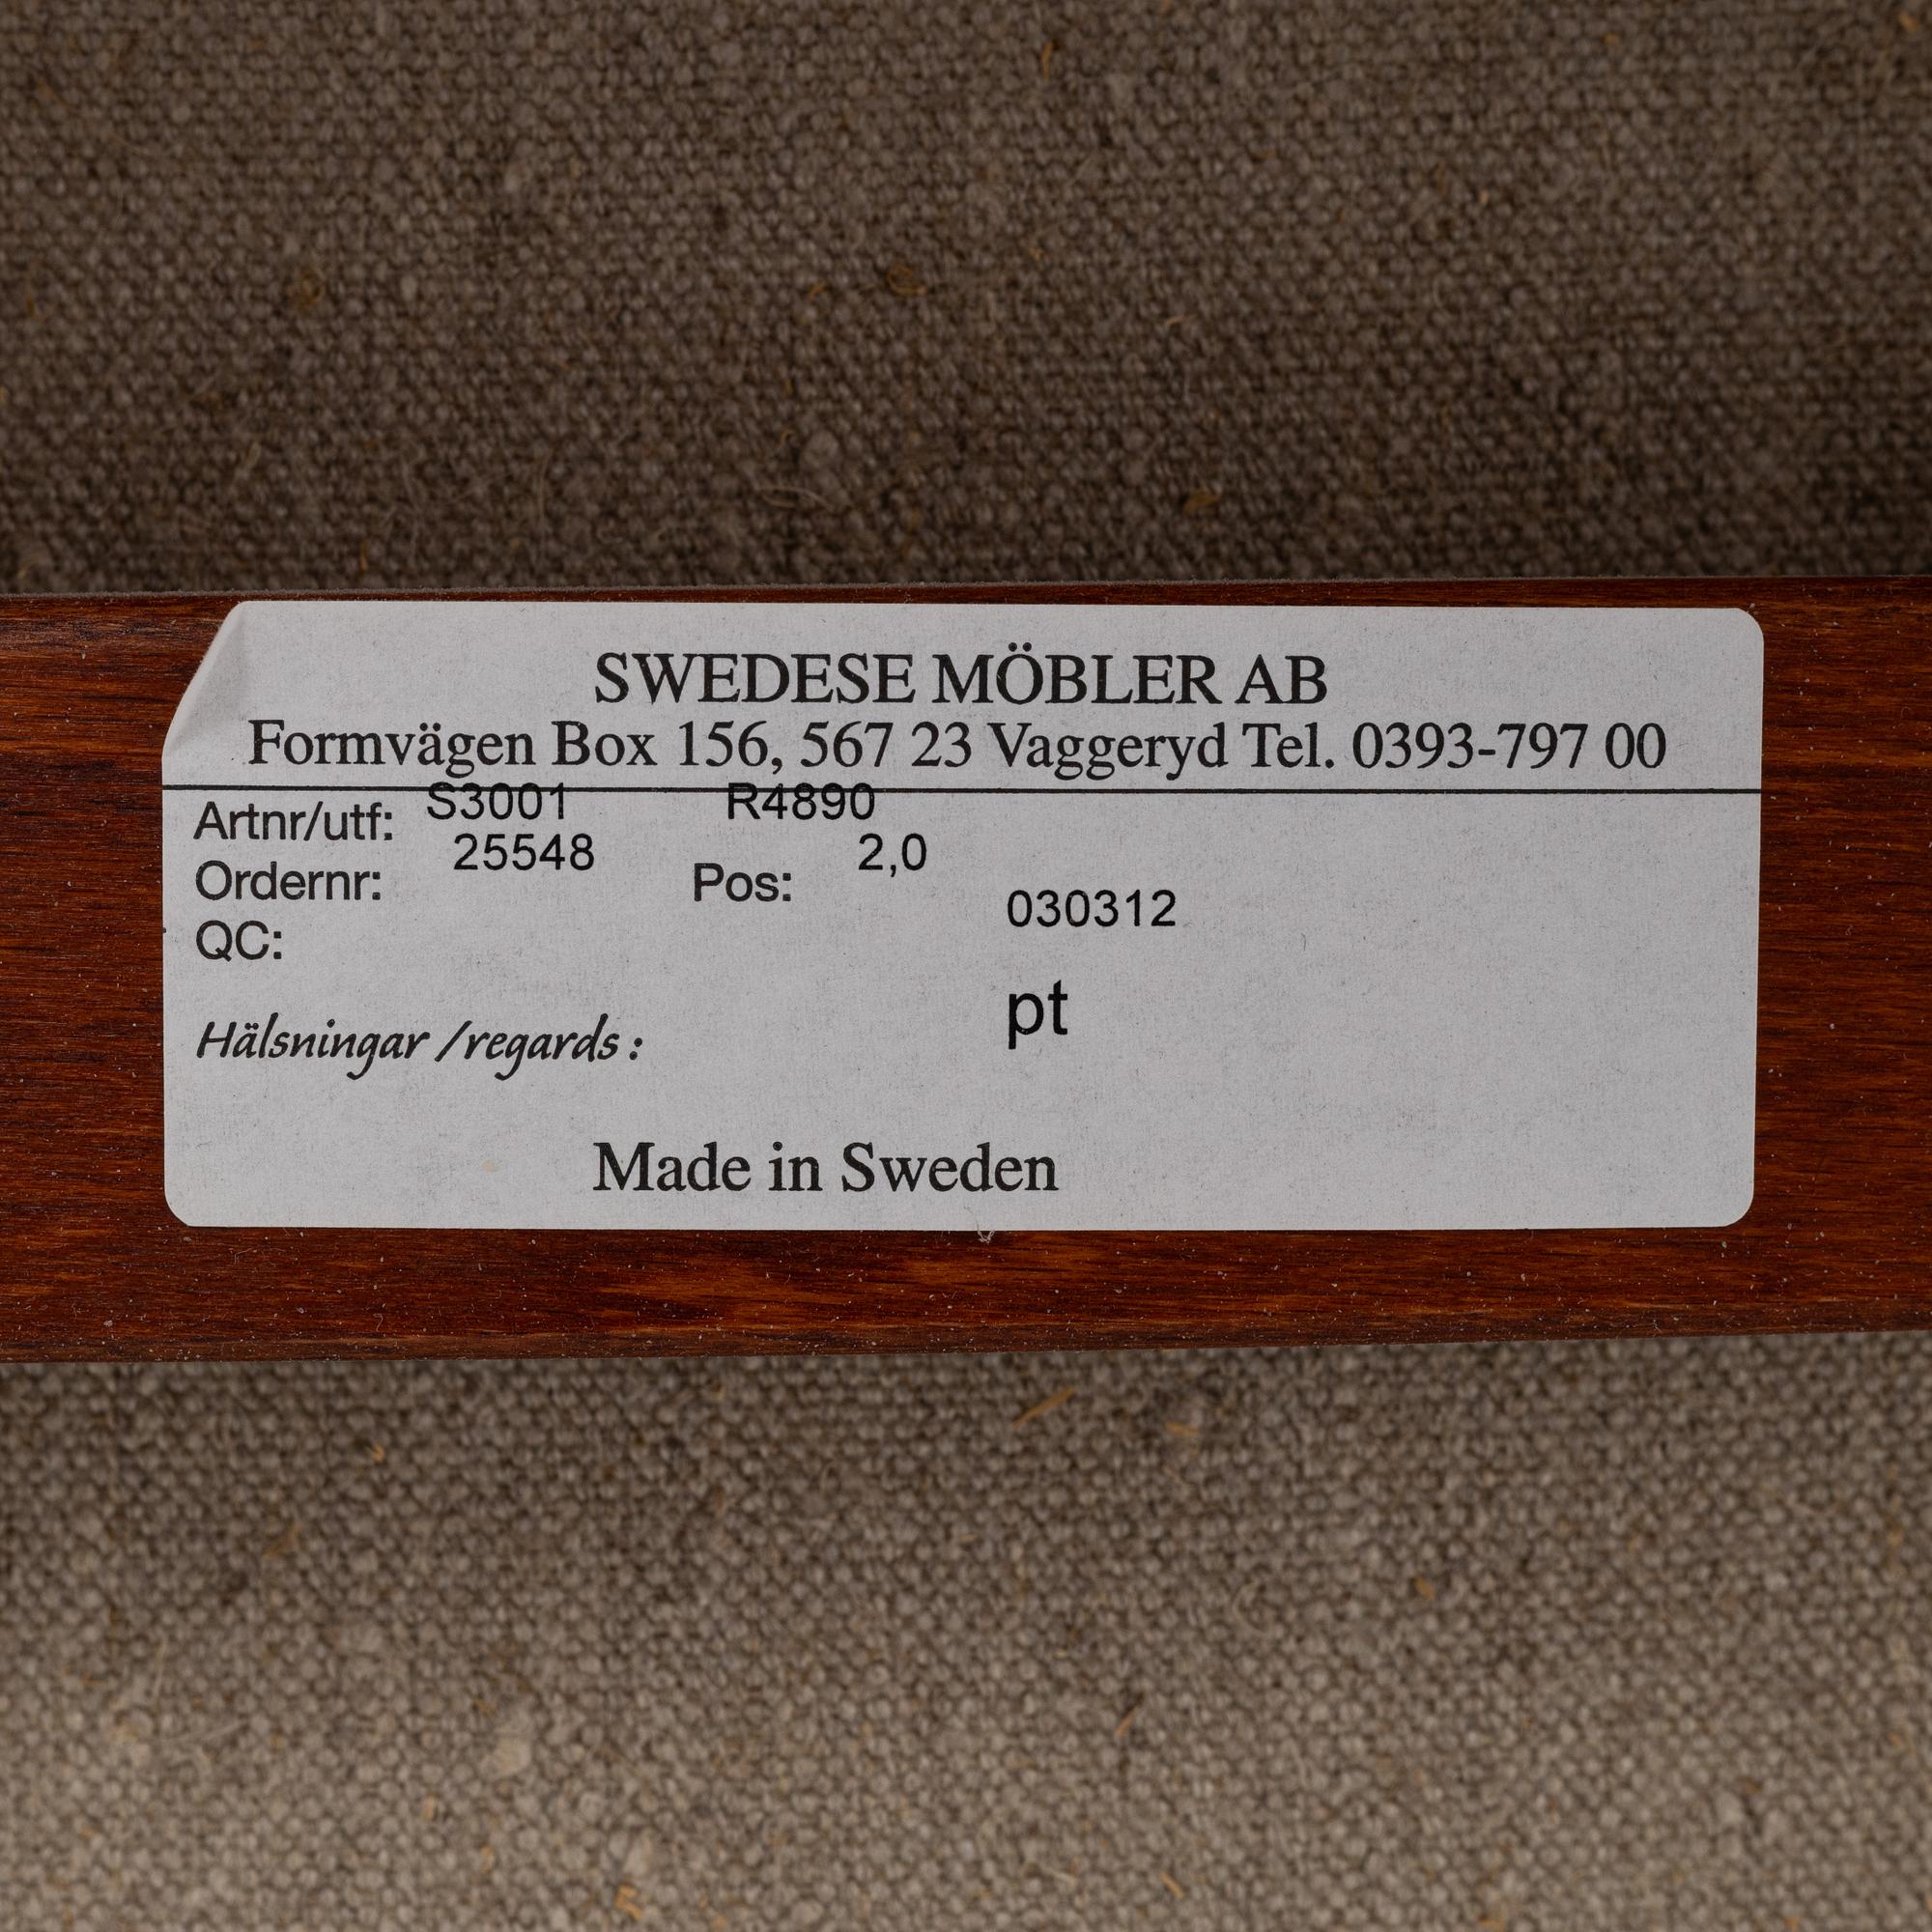 SWEDESE MÖBLER AB
Formvägen Box 156, 567 23 Vaggeryd Tel. 0393-797 00
Artnr/utf: S3001 R4890
Ordernr: 25548 Pos: 2,0
QC: 030312
pt
Hälsningar /regards :
Made in Sweden